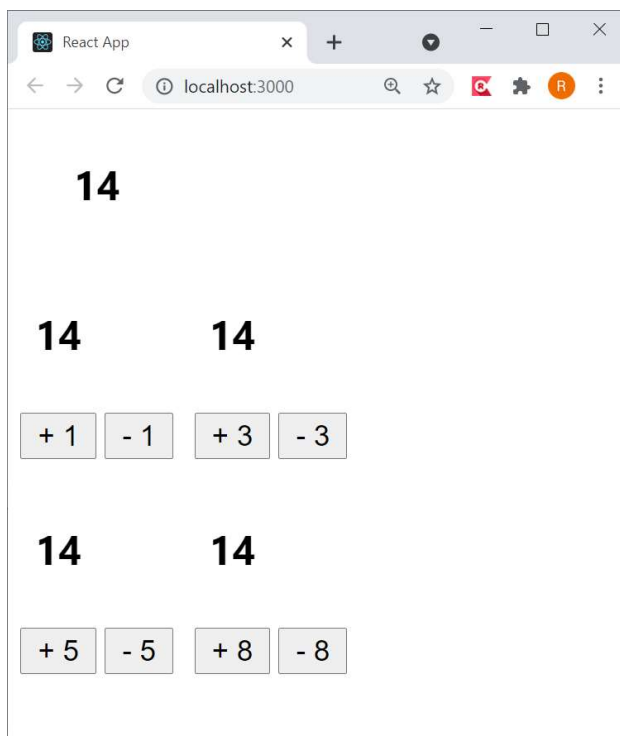 React App
localhost:3000
R
14
14 14
+ 1 - 1 + 3 - 3
14 14
+ 5 - 5 + 8 - 8